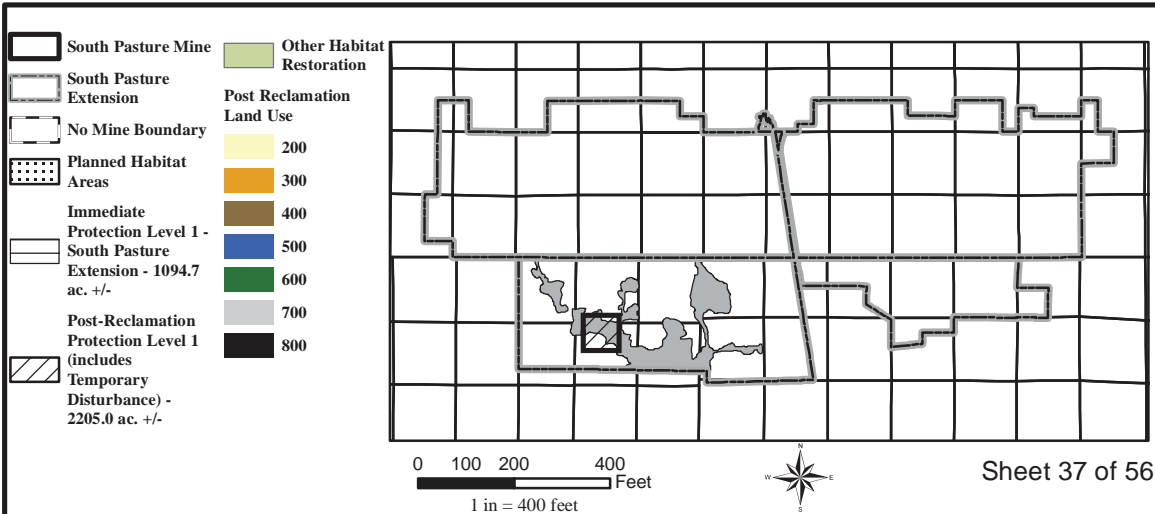 South Pasture Mine
South Pasture
Extension
No Mine Boundary
Planned Habitat
Areas
Immediate
Protection Level 1 -
South Pasture
Extension - 1094.7
ac. +/-
Post-Reclamation
Protection Level 1
(includes
Temporary
Disturbance) -
2205.0 ac. +/-
Other Habitat
Restoration
Post Reclamation
Land Use
200
300
400
500
600
700
800
0 100 200 400
Feet
1 in = 400 feet
N
W E
S
Sheet 37 of 56